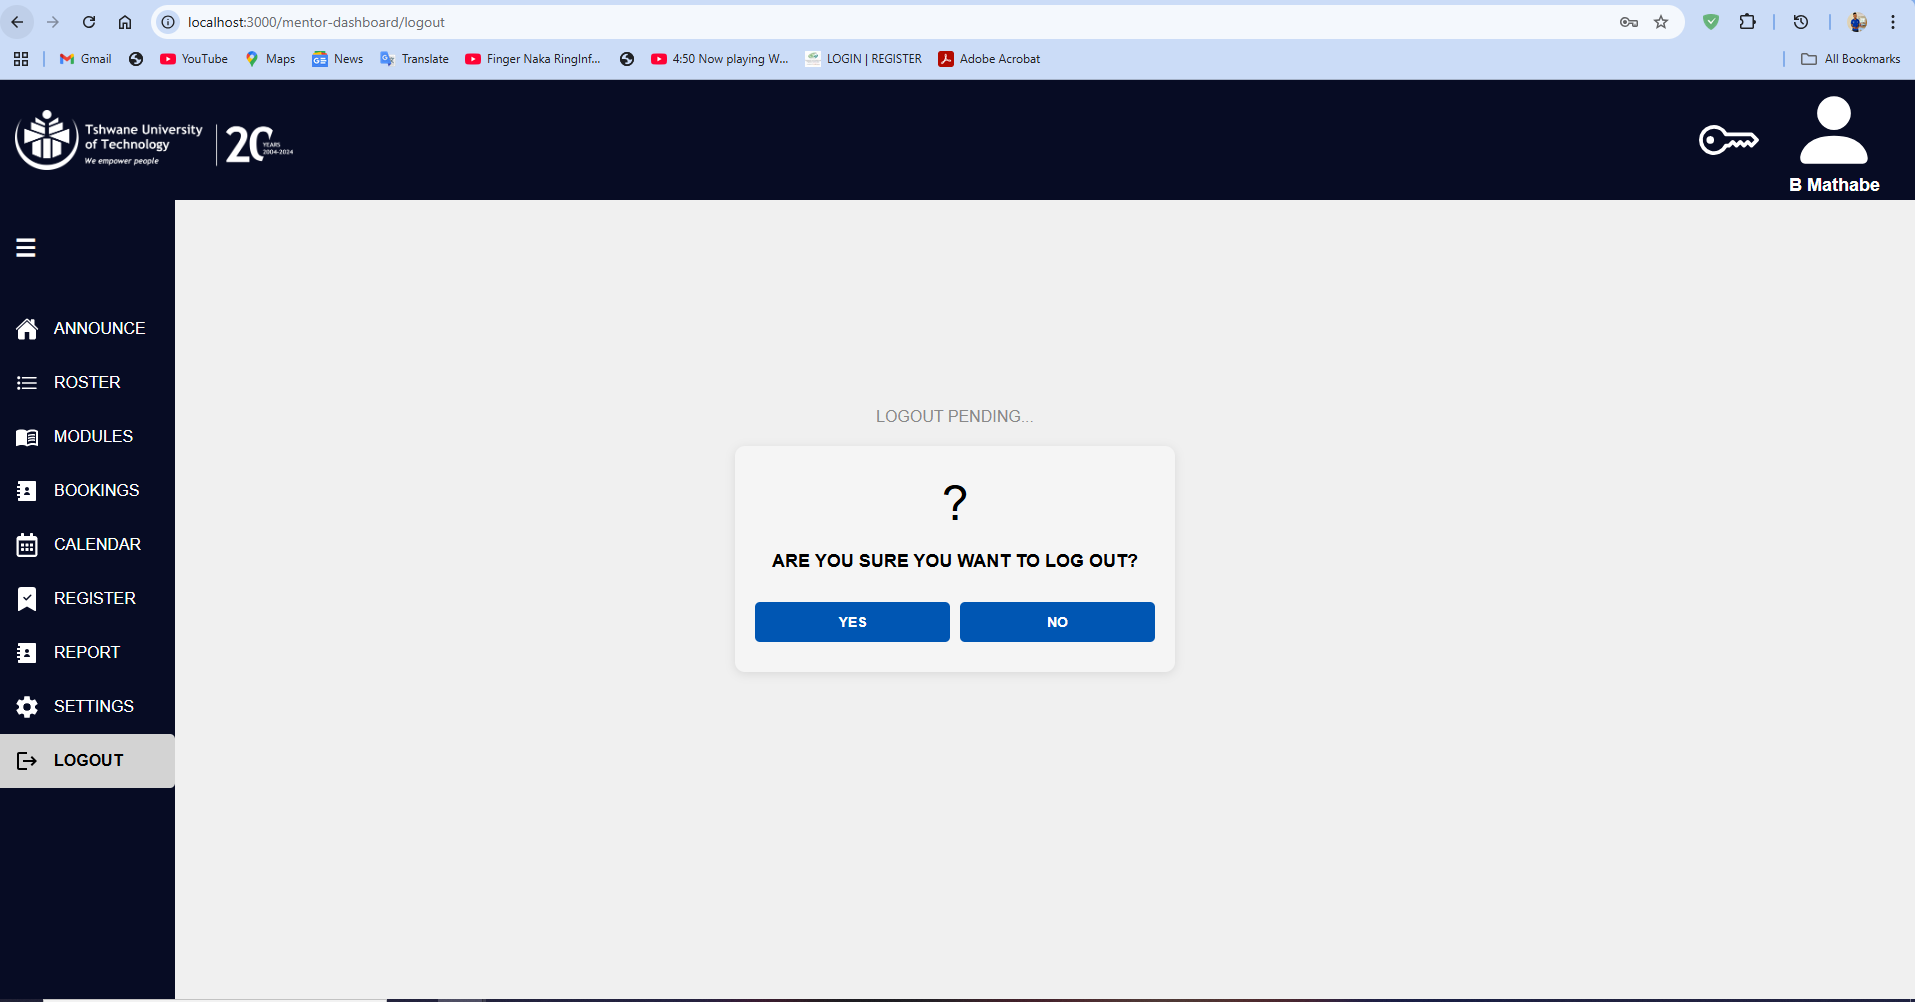 localhost:3000/mentor-dashboard/logout
Gmail
YouTube
Maps
News
Translate
Finger Naka RingInf...
4:50 Now playing W...
LOGIN | REGISTER
Adobe Acrobat
All Bookmarks
Tshwane University
of Technology
We empower people
20
YEARS
2004-2024
B Mathabe
ANNOUNCE
ROSTER
MODULES
BOOKINGS
CALENDAR
REGISTER
REPORT
SETTINGS
LOGOUT
LOGOUT PENDING...
?
ARE YOU SURE YOU WANT TO LOG OUT?
YES
NO